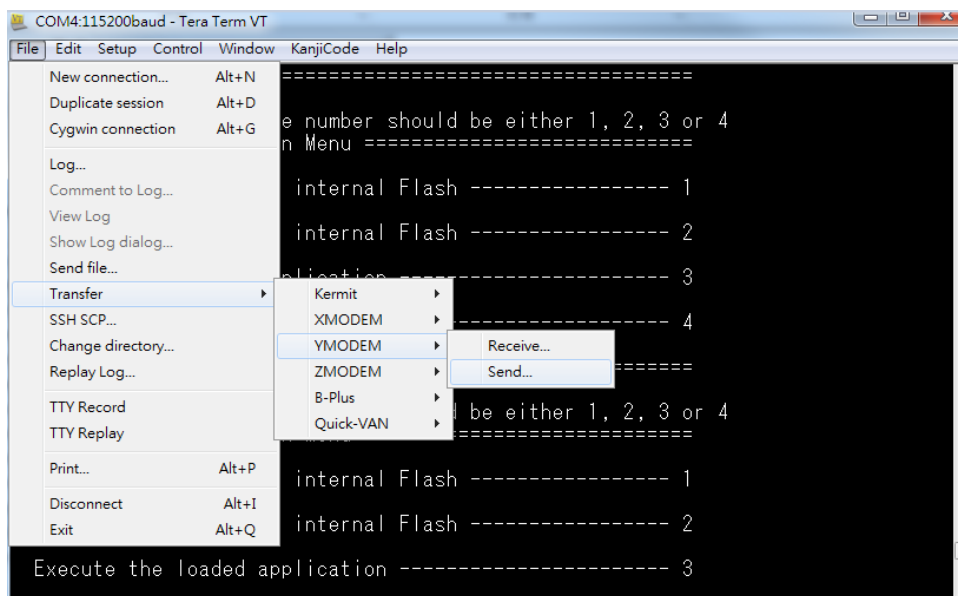 COM4:115200baud - Tera Term VT
File Edit Setup Control Window KanjiCode Help
New connection... Alt+N
Duplicate session Alt+D
Cygwin connection Alt+G
Log...
Comment to Log...
View Log
Show Log dialog...
Send file...
Transfer
SSH SCP...
Change directory...
Replay Log...
TTY Record
TTY Replay
Print... Alt+P
Disconnect Alt+I
Exit Alt+Q
Kermit
XMODEM
YMODEM
ZMODEM
B-Plus
Quick-VAN
Receive...
Send...
===================================
e number should be either 1, 2, 3 or 4
n Menu ============================
internal Flash ----------------- 1
internal Flash ----------------- 2
plication ----------------------- 3
------------------ 4
=======
be either 1, 2, 3 or 4
====================
internal Flash ----------------- 1
internal Flash ----------------- 2
Execute the loaded application ----------------------- 3